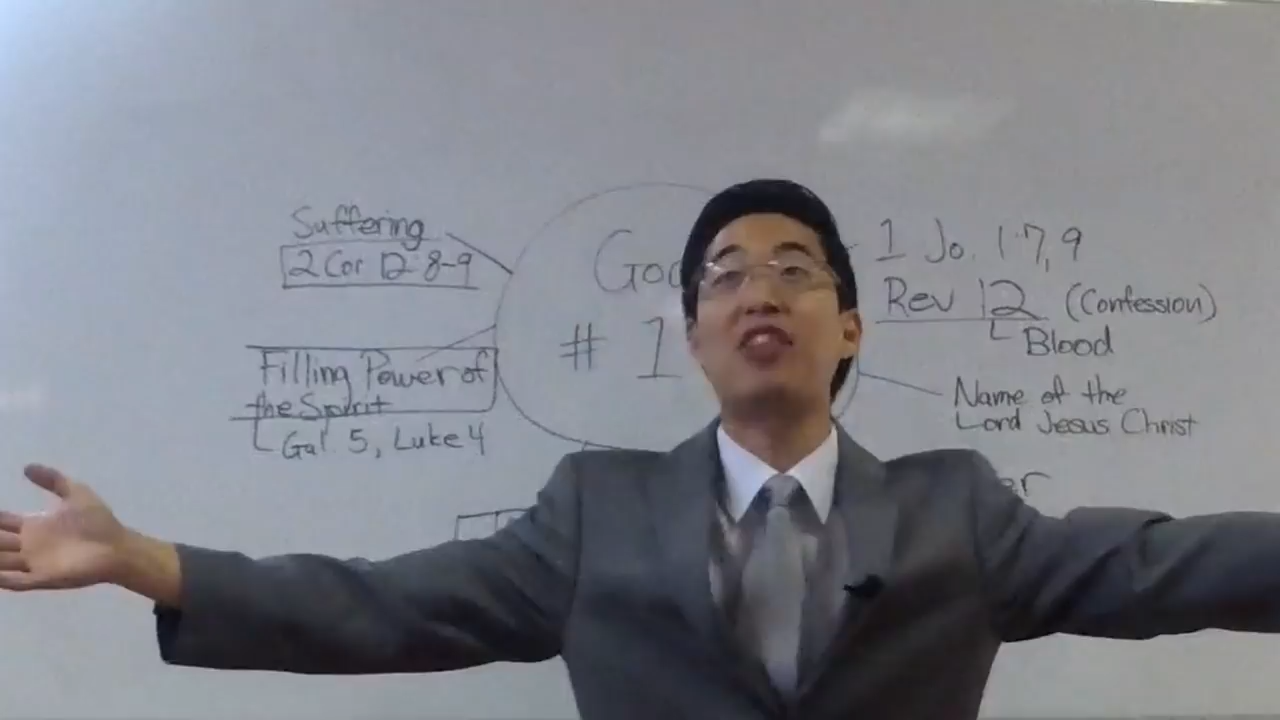 Suffering
2 Cor 12:8-9
Filling Power of
the Spirit
Gal. 5, Luke 4
# 1
1 Jo. 1:7,9
Rev 12 (Confession)
Blood
Name of the
Lord Jesus Christ